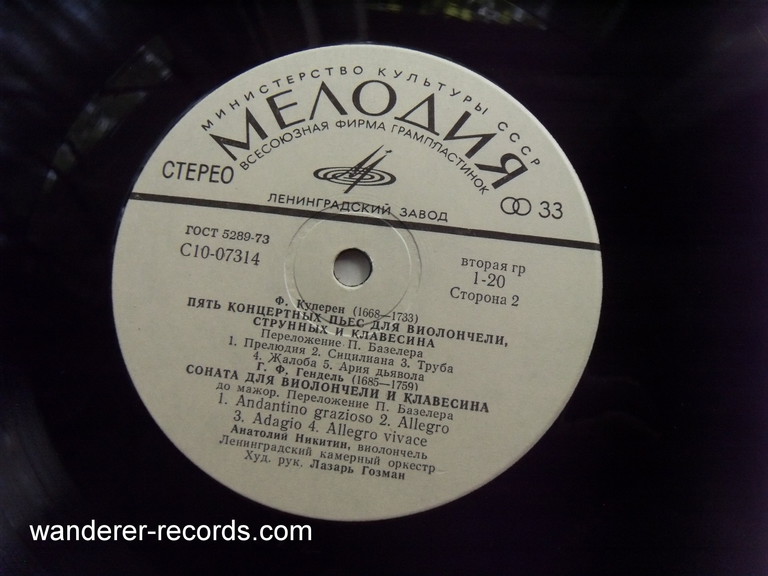 МИНИСТЕРСТВО КУЛЬТУРЫ СССР
МЕЛОДИЯ
ВСЕСОЮЗНАЯ ФИРМА ГРАМПЛАСТИНОК
СТЕРЕО
33
ЛЕНИНГРАДСКИЙ ЗАВОД
ГОСТ 5289-73
С10-07314
вторая гр
1-20
Сторона 2
Ф. Куперен (1668—1733)
ПЯТЬ КОНЦЕРТНЫХ ПЬЕС ДЛЯ ВИОЛОНЧЕЛИ,
СТРУННЫХ И КЛАВЕСИНА
Переложение П. Базелера
1. Прелюдия 2. Сицилиана 3. Труба
4. Жалоба 5. Ария дьявола
Г. Ф. Гендель (1685—1759)
СОНАТА ДЛЯ ВИОЛОНЧЕЛИ И КЛАВЕСИНА
до мажор. Переложение П. Базелера
1. Andantino grazioso 2. Allegro
3. Adagio 4. Allegro vivace
Анатолий Никитин, виолончель
Ленинградский камерный оркестр
Худ. рук. Лазарь Гозман
wanderer-records.com